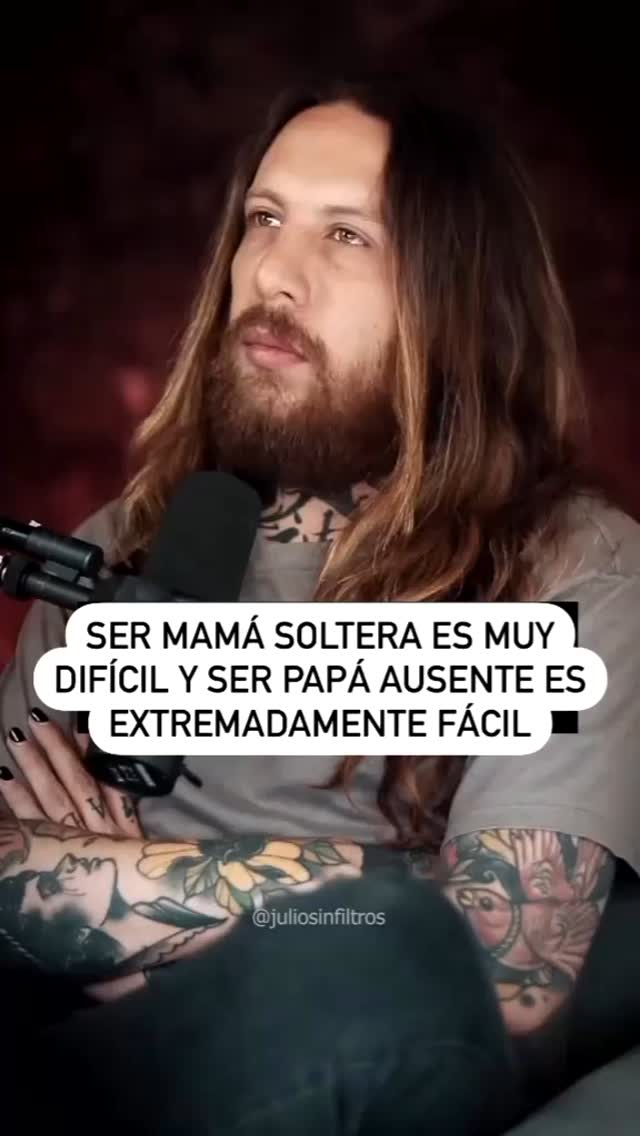 SER MAMÁ SOLTERA ES MUY
DIFÍCIL Y SER PAPÁ AUSENTE ES
EXTREMADAMENTE FÁCIL
@juliosinfiltros